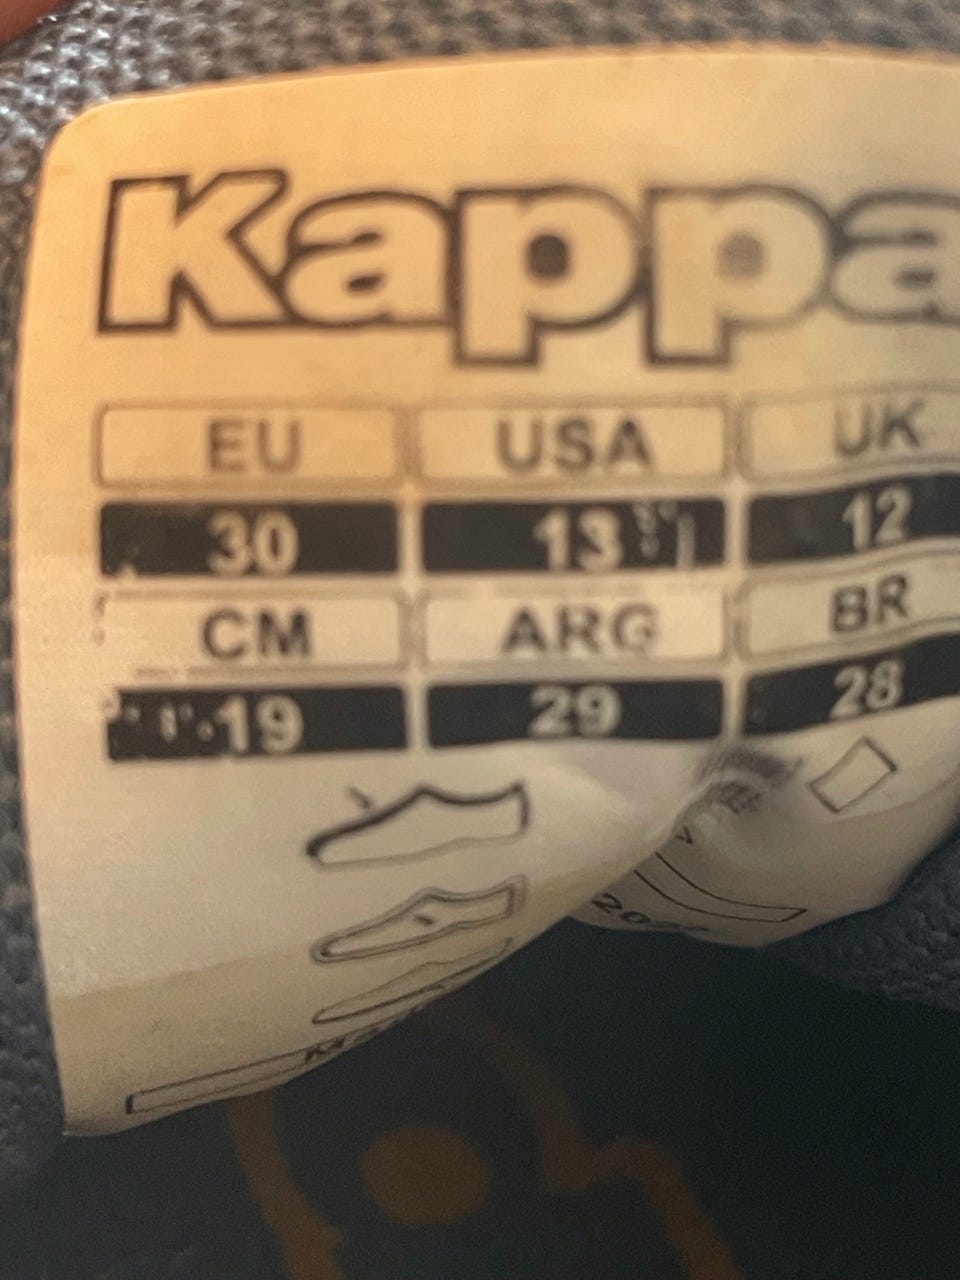 Kappa
EU USA UK
30 13 12
CM ARG BR
19 29 28